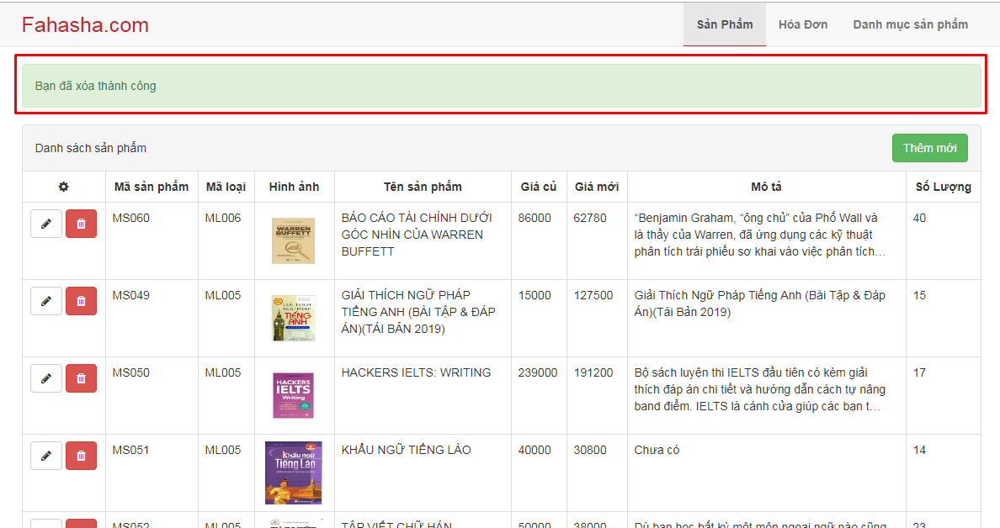 Fahasha.com
Sản Phẩm
Hóa Đơn
Danh mục sản phẩm
Bạn đã xóa thành công
Danh sách sản phẩm
Thêm mới
Mã sản phẩm Mã loại Hình ảnh Tên sản phẩm Giá củ Giá mới Mô tả Số Lượng
MS060 ML006
WARREN
BUFFETT
BÁO CÁO TÀI CHÍNH DƯỚI
GÓC NHÌN CỦA WARREN
BUFFETT
86000 62780
“Benjamin Graham, “ông chủ” của Phố Wall và
là thầy của Warren, đã ứng dụng các kỹ thuật
phân tích trái phiếu sơ khai vào việc phân tích…
40
MS049 ML005
GIẢI THÍCH
NGỮ PHÁP
TIẾNG
ANH
GIẢI THÍCH NGỮ PHÁP
TIẾNG ANH (BÀI TẬP & ĐÁP
ÁN)(TÁI BẢN 2019)
15000 127500
Giải Thích Ngữ Pháp Tiếng Anh (Bài Tập & Đáp
Án)(Tái Bản 2019)
15
MS050 ML005
HACKERS
IELTS
Writing
HACKERS IELTS: WRITING
239000 191200
Bộ sách luyện thi IELTS đầu tiên có kèm giải
thích đáp án chi tiết và hướng dẫn cách tự nâng
band điểm. IELTS là cánh cửa giúp các bạn t…
17
MS051 ML005
khẩu ngữ
Tiếng Lào
KHẨU NGỮ TIẾNG LÀO
40000 30800
Chưa có
14
MS052 ML005
TẬP VIẾT CHỮ HÁN
50000 38000
Dù bạn học bất kỳ một môn ngoại ngữ nào cũng
23